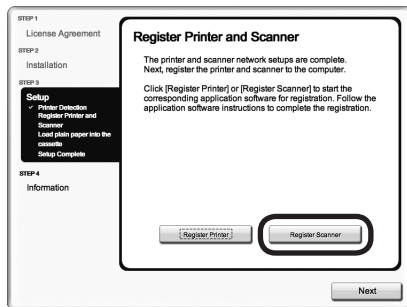 STEP 1
License Agreement
STEP 2
Installation
STEP 3
Setup
✓ Printer Detection
Register Printer and
Scanner
Load plain paper into the
cassette
Setup Complete
STEP 4
Information
Register Printer and Scanner
The printer and scanner network setups are complete.
Next, register the printer and scanner to the computer.
Click [Register Printer] or [Register Scanner] to start the
corresponding application software for registration. Follow the
application software instructions to complete the registration.
Register Printer
Register Scanner
Next